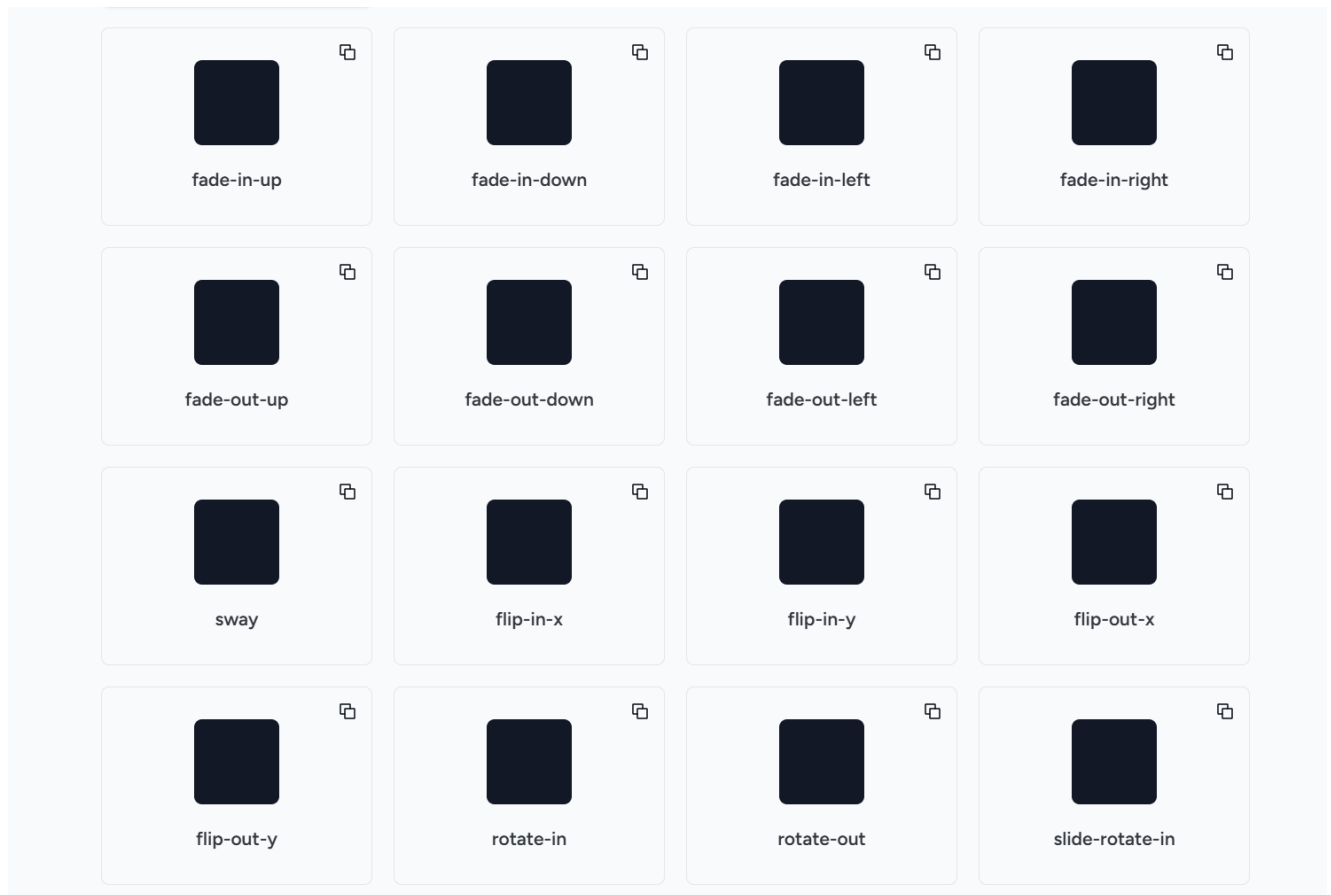 fade-in-up
fade-in-down
fade-in-left
fade-in-right
fade-out-up
fade-out-down
fade-out-left
fade-out-right
sway
flip-in-x
flip-in-y
flip-out-x
flip-out-y
rotate-in
rotate-out
slide-rotate-in